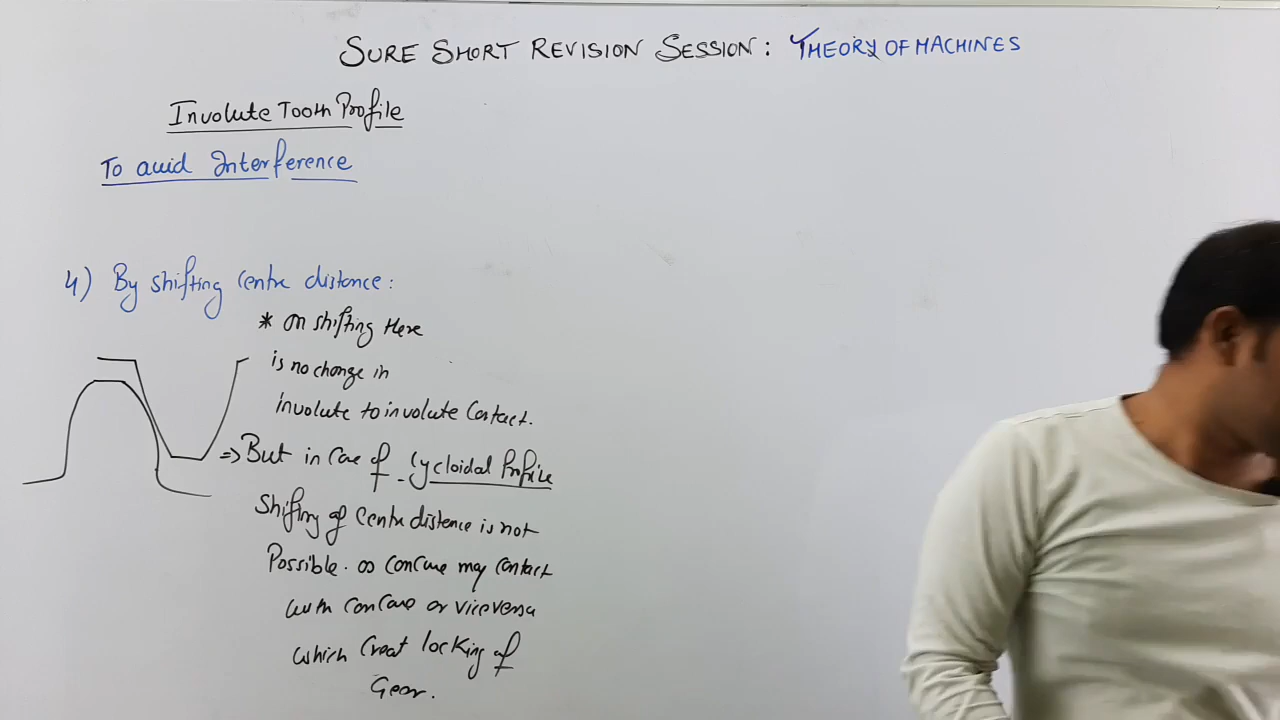 SURE SHORT REVISION SESSION: THEORY OF MACHINES
Involute Tooth Profile
To avoid Interference
4) By shifting Centre distance:
* on shifting there
is no change in
involute to involute Contact.
⇒ But in Case of Cycloidal Profile
Shifting of Centre distance is not
Possible. as concave may contact
with concave or viceversa
which Creat locking of
Gear.